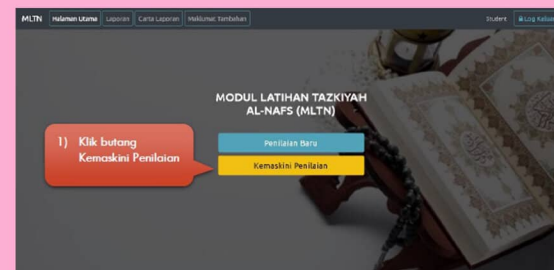 MLTN Halaman Utama Laporan Carta Laporan Maklumat Tambahan Student Log Keluar
MODUL LATIHAN TAZKIYAH
AL-NAFS (MLTN)
1) Klik butang
Kemaskini Penilaian
Penilaian Baru
Kemaskini Penilaian